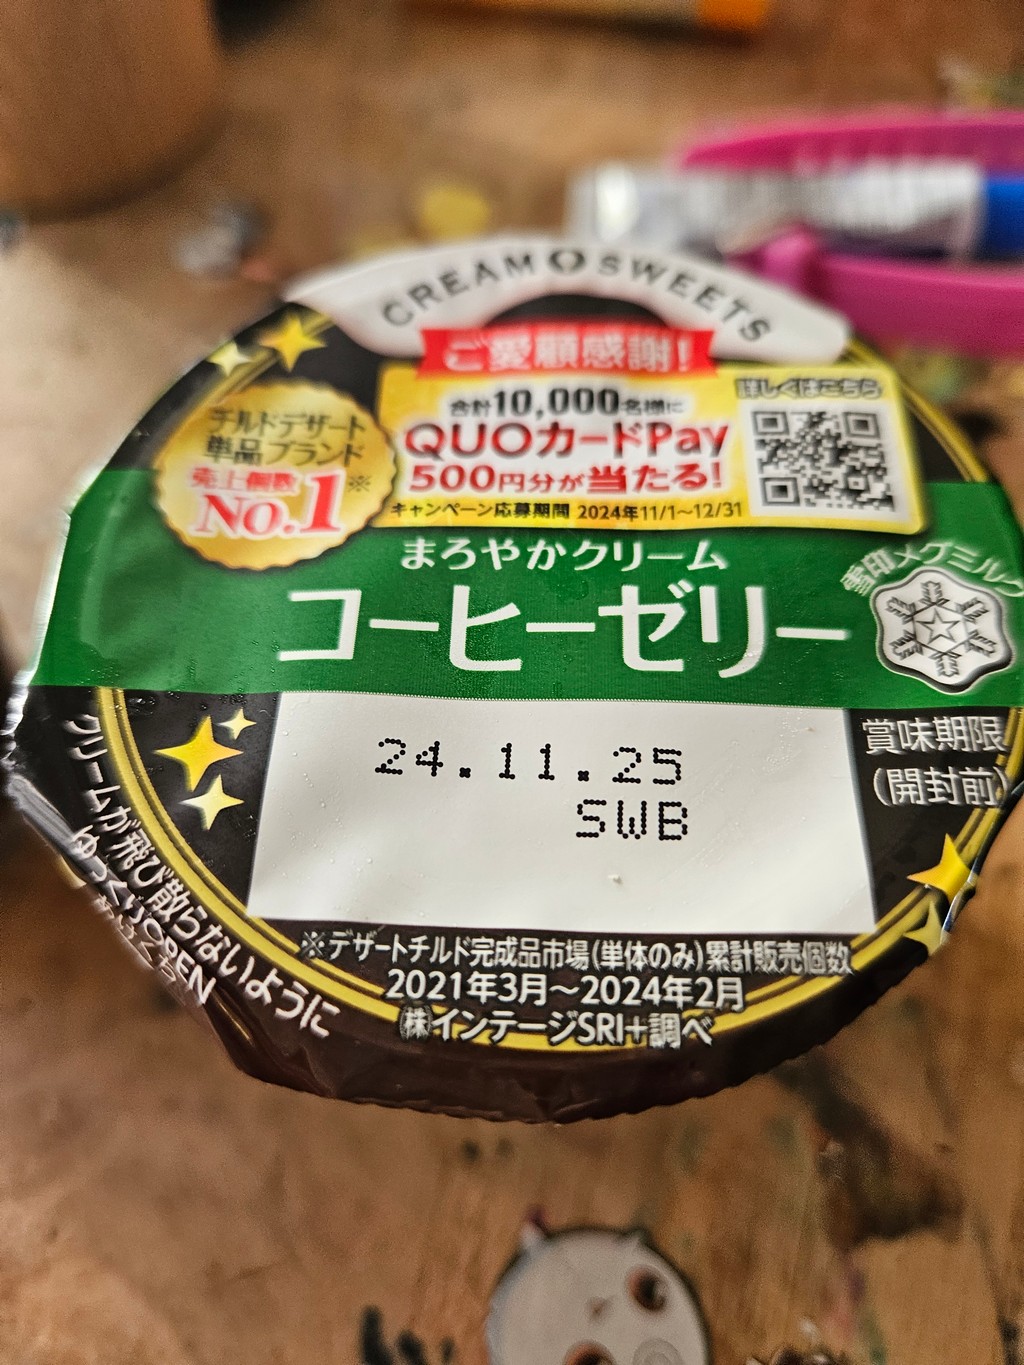 CREAM SWEETS
ご愛顧感謝!
合計10,000名様に
QUOカードPay
500円分が当たる!
キャンペーン応募期間 2024年11/1~12/31
詳しくはこちら
チルドデザート
単品ブランド
売上個数※
No.1
まろやかクリーム
コーヒーゼリー
雪印メグミルク
24.11.25
SWB
賞味期限
(開封前)
クリームが飛び散らないように
ゆっくりOPEN
※デザートチルド完成品市場(単体のみ)累計販売個数
2021年3月~2024年2月
㈱インテージSRI+調べ